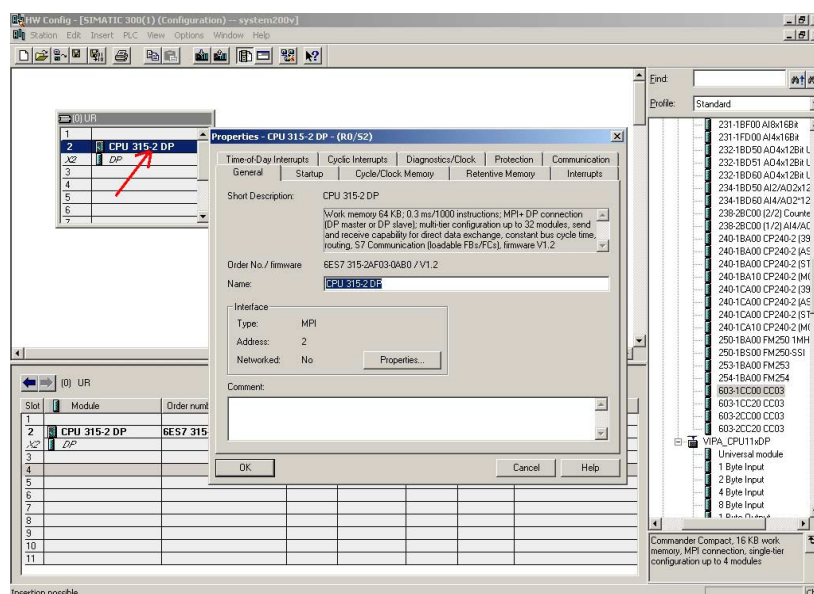 HW Config - [SIMATIC 300(1) (Configuration) -- system200v]
Station Edit Insert PLC View Options Window Help
(0) UR
1
2 CPU 315-2 DP
X2 DP
3
4
5
6
7
Properties - CPU 315-2 DP - (R0/S2)
Time-of-Day Interrupts Cyclic Interrupts Diagnostics/Clock Protection Communication
General Startup Cycle/Clock Memory Retentive Memory Interrupts
Short Description: CPU 315-2 DP
Work memory 64 KB; 0.3 ms/1000 instructions; MPI+ DP connection
(DP master or DP slave); multi-tier configuration up to 32 modules, send
and receive capability for direct data exchange, constant bus cycle time,
routing, S7 Communication (loadable FBs/FCs), firmware V1.2
Order No./ firmware 6ES7 315-2AF03-0AB0 / V1.2
Name: CPU 315-2 DP
Interface
Type: MPI
Address: 2
Networked: No Properties...
Comment:
OK Cancel Help
(0) UR
Slot Module Order numb
1
2 CPU 315-2 DP 6ES7 315-
X2 DP
3
4
5
6
7
8
9
10
11
Insertion possible
Find:
Profile: Standard
231-1BF00 AI8x16Bit
231-1FD00 AI4x16Bit
232-1BD50 AO4x12Bit U
232-1BD51 AO4x12Bit U
232-1BD60 AO4x12Bit U
234-1BD50 AI2/AO2x12
234-1BD60 AI4/AO2*12
238-2BC00 (2/2) Counte
238-2BC00 (1/2) AI4/AO
240-1BA00 CP240-2 (39
240-1BA00 CP240-2 (AS
240-1BA00 CP240-2 (ST
240-1BA10 CP240-2 (M
240-1CA00 CP240-2 (39
240-1CA00 CP240-2 (AS
240-1CA00 CP240-2 (ST
240-1CA10 CP240-2 (M
250-1BA00 FM250 1MH
250-1BS00 FM250-SSI
253-1BA00 FM253
254-1BA00 FM254
603-1CC00 CC03
603-1CC20 CC03
603-2CC00 CC03
603-2CC20 CC03
VIPA_CPU11xDP
Universal module
1 Byte Input
2 Byte Input
4 Byte Input
8 Byte Input
1 Byte Output
Commander Compact, 16 KB work
memory, MPI connection, single-tier
configuration up to 4 modules